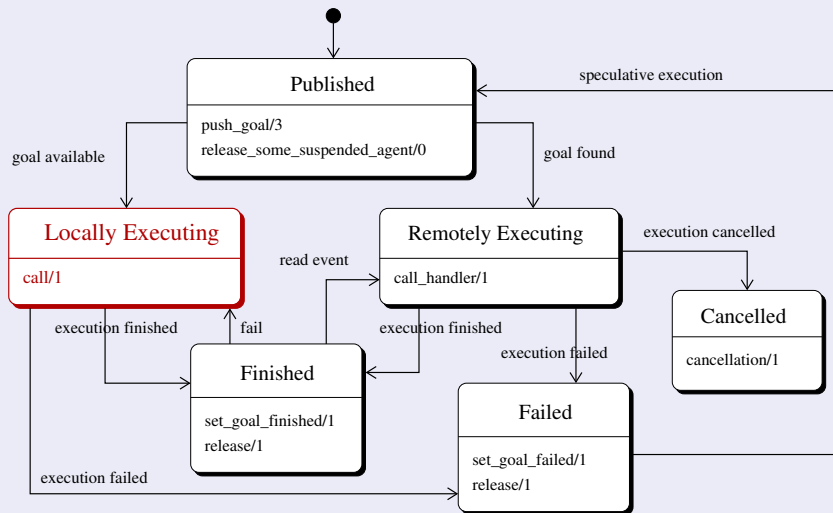 Published
speculative execution
push_goal/3
release_some_suspended_agent/0
goal available
goal found
Locally Executing
call/1
Remotely Executing
call_handler/1
execution cancelled
read event
execution finished
fail
execution finished
Cancelled
cancellation/1
execution failed
Finished
set_goal_finished/1
release/1
Failed
set_goal_failed/1
release/1
execution failed